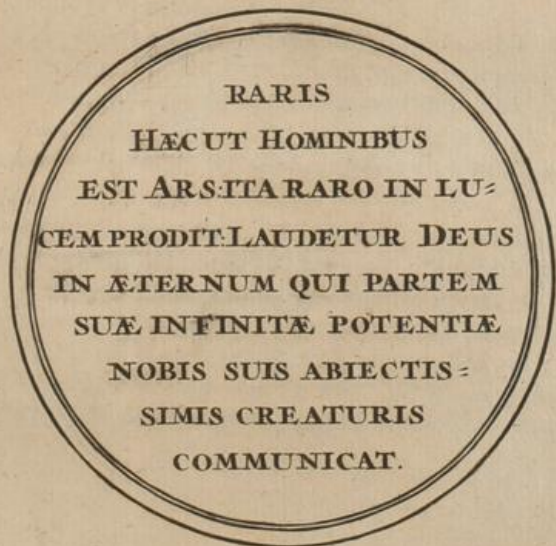 RARIS
HÆC UT HOMINIBUS
EST ARS:ITA RARO IN LU=
CEM PRODIT:LAUDETUR DEUS
IN ÆTERNUM QUI PARTEM
SUÆ INFINITÆ POTENTIÆ
NOBIS SUIS ABIECTIS=
SIMIS CREATURIS
COMMUNICAT.